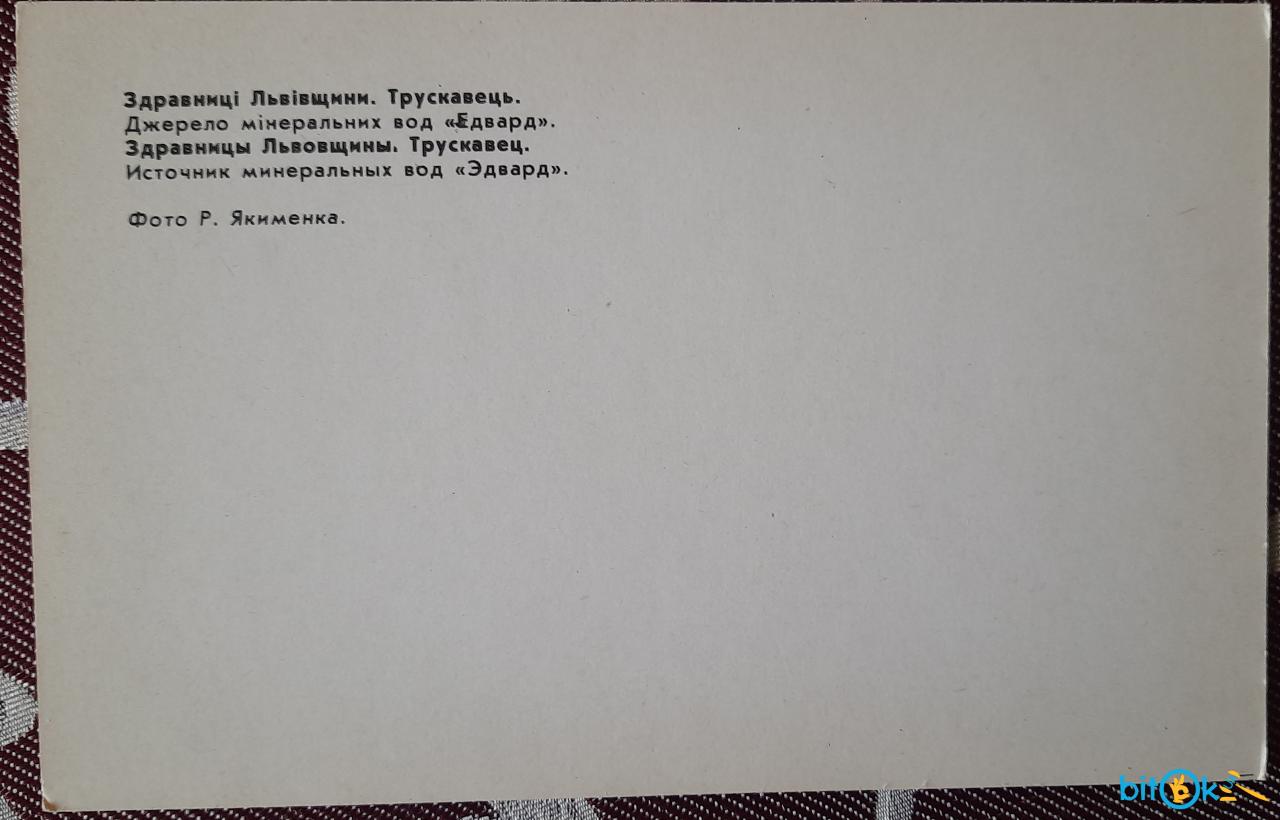 Здравниці Львівщини. Трускавець.
Джерело мінеральних вод «Едвард».
Здравницы Львовщины. Трускавец.
Источник минеральных вод «Эдвард».
Фото Р. Якименка.
bitok